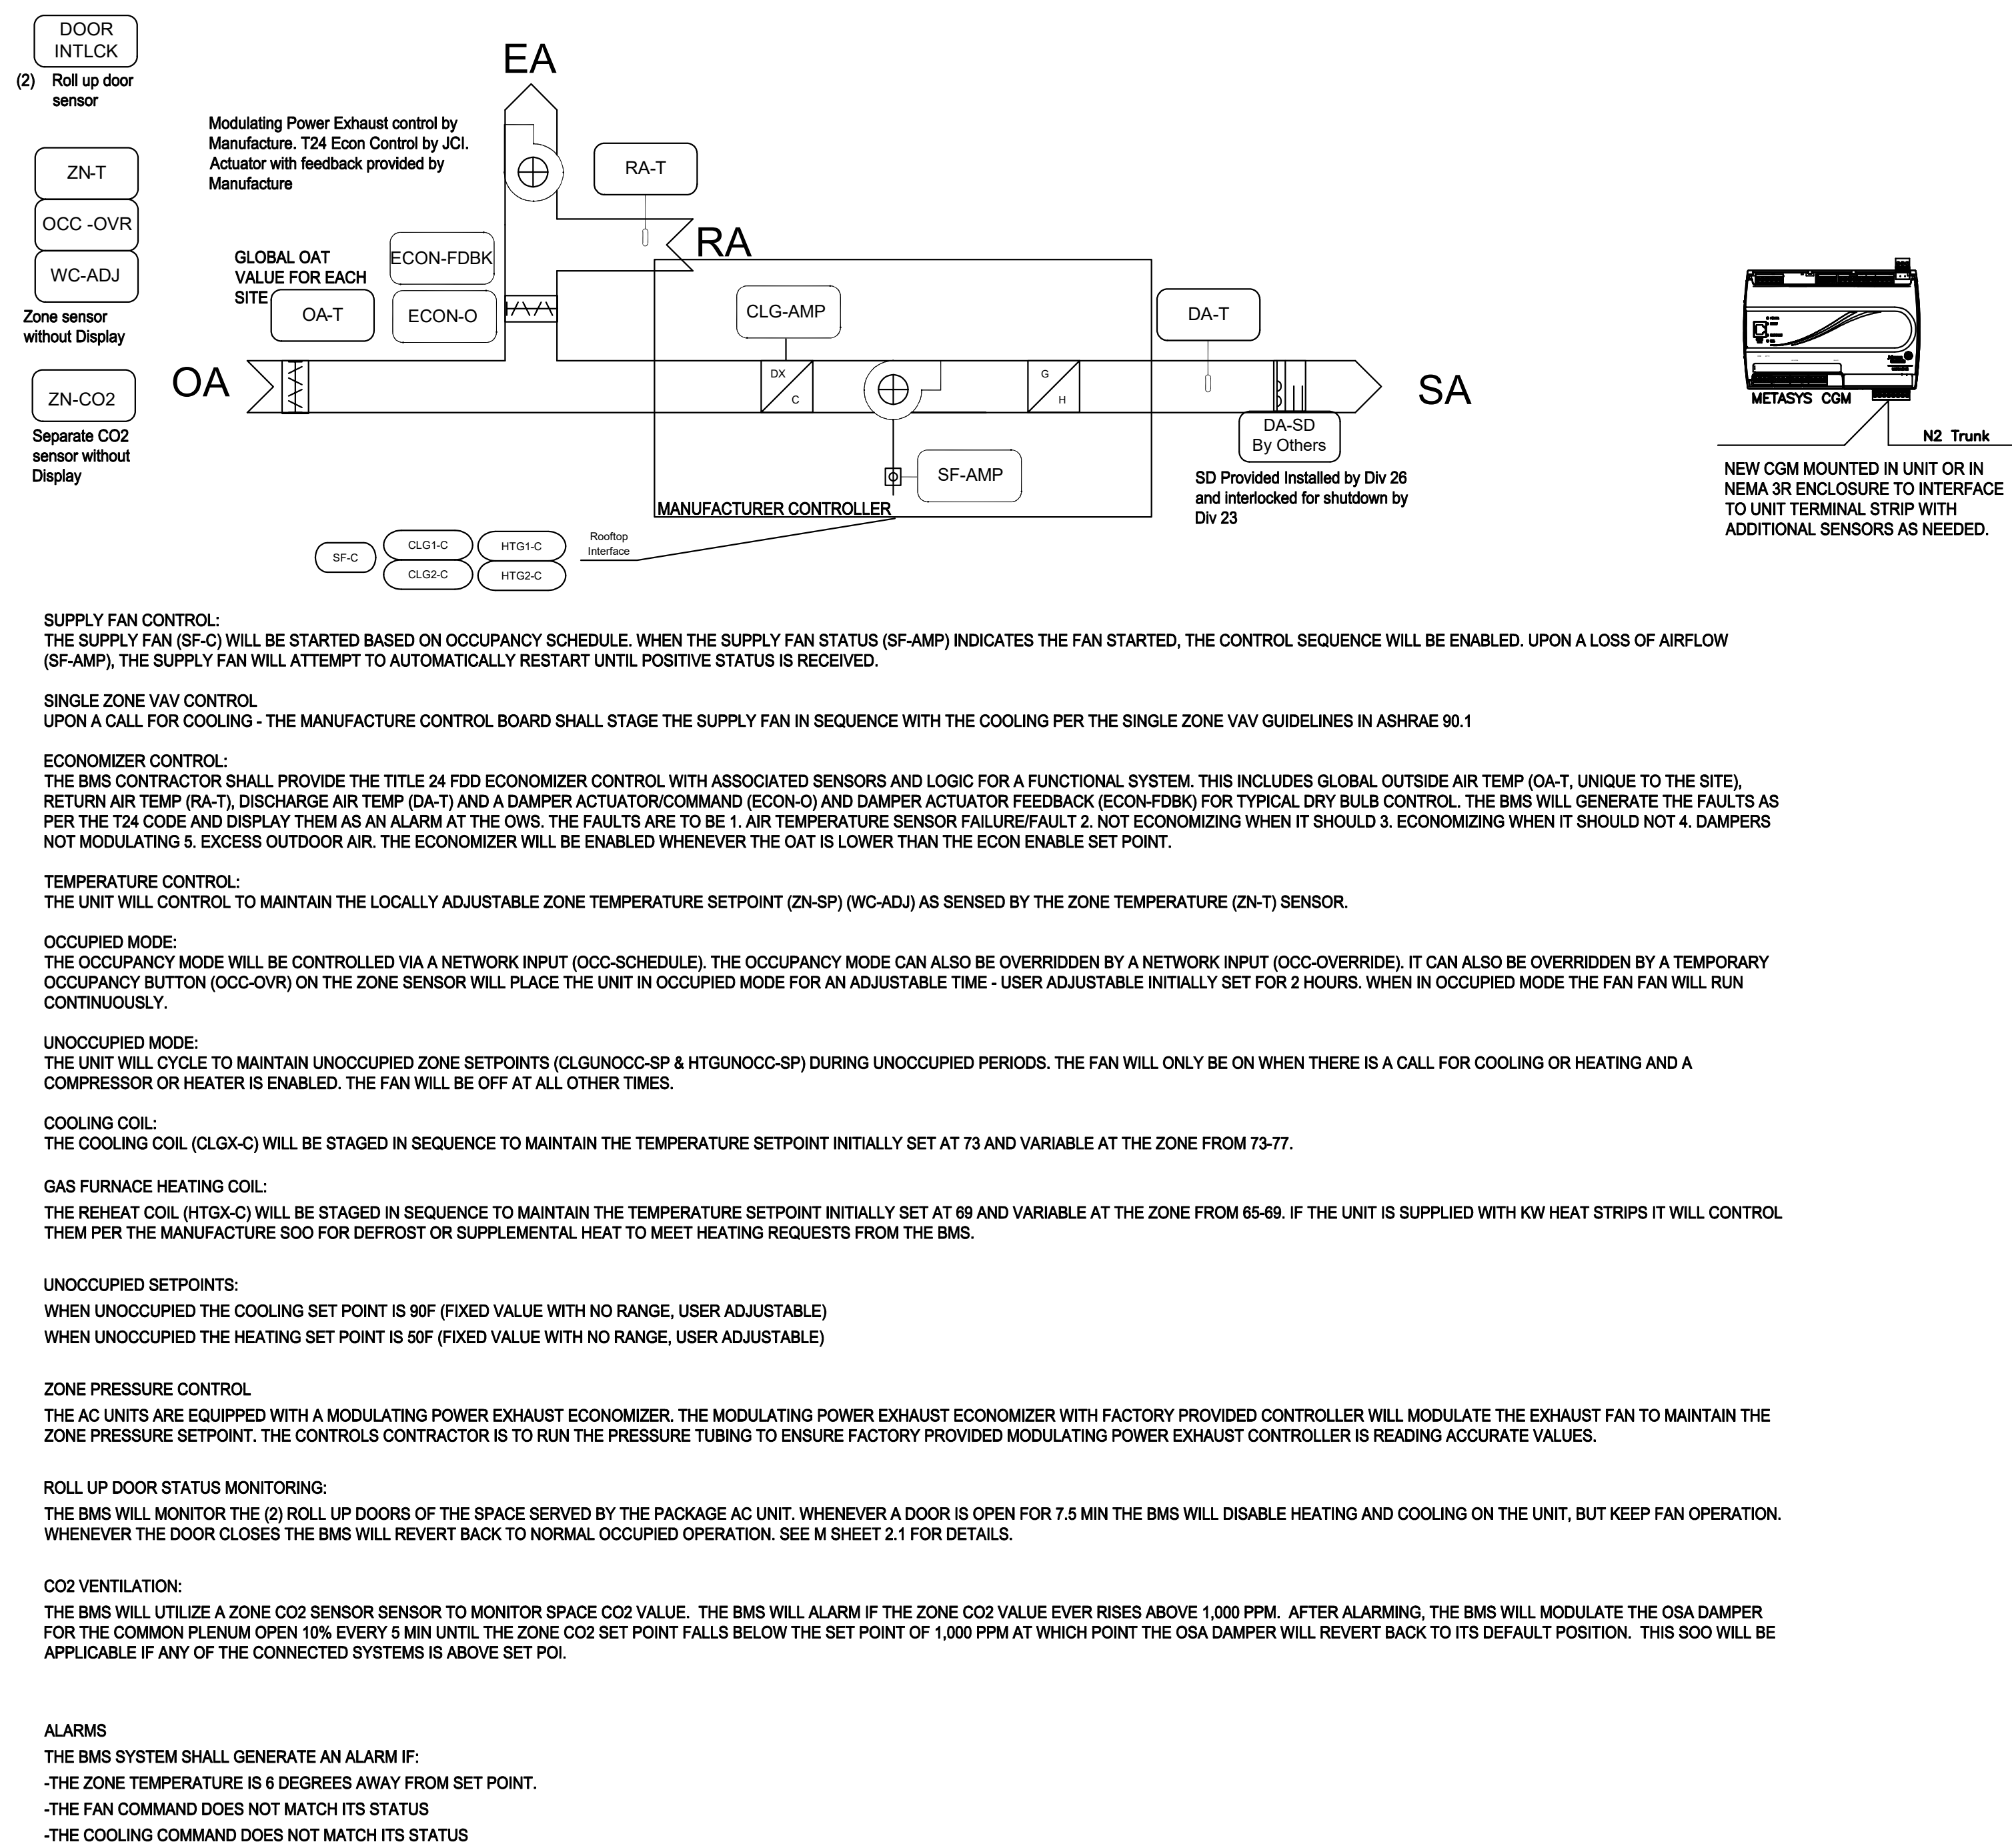 DOOR
INTLCK
(2) Roll up door
sensor
ZN-T
OCC -OVR
WC-ADJ
Zone sensor
without Display
ZN-CO2
Separate CO2
sensor without
Display
EA
Modulating Power Exhaust control by
Manufacture. T24 Econ Control by JCI.
Actuator with feedback provided by
Manufacture
RA-T
RA
GLOBAL OAT
VALUE FOR EACH
SITE
OA-T
ECON-FDBK
ECON-O
CLG-AMP
DA-T
OA
DX
C
G
H
SA
DA-SD
By Others
SD Provided Installed by Div 26
and interlocked for shutdown by
Div 23
SF-AMP
MANUFACTURER CONTROLLER
Rooftop
Interface
SF-C
CLG1-C
HTG1-C
CLG2-C
HTG2-C
METASYS CGM
N2 Trunk
NEW CGM MOUNTED IN UNIT OR IN
NEMA 3R ENCLOSURE TO INTERFACE
TO UNIT TERMINAL STRIP WITH
ADDITIONAL SENSORS AS NEEDED.
SUPPLY FAN CONTROL:
THE SUPPLY FAN (SF-C) WILL BE STARTED BASED ON OCCUPANCY SCHEDULE. WHEN THE SUPPLY FAN STATUS (SF-AMP) INDICATES THE FAN STARTED, THE CONTROL SEQUENCE WILL BE ENABLED. UPON A LOSS OF AIRFLOW
(SF-AMP), THE SUPPLY FAN WILL ATTEMPT TO AUTOMATICALLY RESTART UNTIL POSITIVE STATUS IS RECEIVED.
SINGLE ZONE VAV CONTROL
UPON A CALL FOR COOLING - THE MANUFACTURE CONTROL BOARD SHALL STAGE THE SUPPLY FAN IN SEQUENCE WITH THE COOLING PER THE SINGLE ZONE VAV GUIDELINES IN ASHRAE 90.1
ECONOMIZER CONTROL:
THE BMS CONTRACTOR SHALL PROVIDE THE TITLE 24 FDD ECONOMIZER CONTROL WITH ASSOCIATED SENSORS AND LOGIC FOR A FUNCTIONAL SYSTEM. THIS INCLUDES GLOBAL OUTSIDE AIR TEMP (OA-T, UNIQUE TO THE SITE),
RETURN AIR TEMP (RA-T), DISCHARGE AIR TEMP (DA-T) AND A DAMPER ACTUATOR/COMMAND (ECON-O) AND DAMPER ACTUATOR FEEDBACK (ECON-FDBK) FOR TYPICAL DRY BULB CONTROL. THE BMS WILL GENERATE THE FAULTS AS
PER THE T24 CODE AND DISPLAY THEM AS AN ALARM AT THE OWS. THE FAULTS ARE TO BE 1. AIR TEMPERATURE SENSOR FAILURE/FAULT 2. NOT ECONOMIZING WHEN IT SHOULD 3. ECONOMIZING WHEN IT SHOULD NOT 4. DAMPERS
NOT MODULATING 5. EXCESS OUTDOOR AIR. THE ECONOMIZER WILL BE ENABLED WHENEVER THE OAT IS LOWER THAN THE ECON ENABLE SET POINT.
TEMPERATURE CONTROL:
THE UNIT WILL CONTROL TO MAINTAIN THE LOCALLY ADJUSTABLE ZONE TEMPERATURE SETPOINT (ZN-SP) (WC-ADJ) AS SENSED BY THE ZONE TEMPERATURE (ZN-T) SENSOR.
OCCUPIED MODE:
THE OCCUPANCY MODE WILL BE CONTROLLED VIA A NETWORK INPUT (OCC-SCHEDULE). THE OCCUPANCY MODE CAN ALSO BE OVERRIDDEN BY A NETWORK INPUT (OCC-OVERRIDE). IT CAN ALSO BE OVERRIDDEN BY A TEMPORARY
OCCUPANCY BUTTON (OCC-OVR) ON THE ZONE SENSOR WILL PLACE THE UNIT IN OCCUPIED MODE FOR AN ADJUSTABLE TIME - USER ADJUSTABLE INITIALLY SET FOR 2 HOURS. WHEN IN OCCUPIED MODE THE FAN FAN WILL RUN
CONTINUOUSLY.
UNOCCUPIED MODE:
THE UNIT WILL CYCLE TO MAINTAIN UNOCCUPIED ZONE SETPOINTS (CLGUNOCC-SP & HTGUNOCC-SP) DURING UNOCCUPIED PERIODS. THE FAN WILL ONLY BE ON WHEN THERE IS A CALL FOR COOLING OR HEATING AND A
COMPRESSOR OR HEATER IS ENABLED. THE FAN WILL BE OFF AT ALL OTHER TIMES.
COOLING COIL:
THE COOLING COIL (CLGX-C) WILL BE STAGED IN SEQUENCE TO MAINTAIN THE TEMPERATURE SETPOINT INITIALLY SET AT 73 AND VARIABLE AT THE ZONE FROM 73-77.
GAS FURNACE HEATING COIL:
THE REHEAT COIL (HTGX-C) WILL BE STAGED IN SEQUENCE TO MAINTAIN THE TEMPERATURE SETPOINT INITIALLY SET AT 69 AND VARIABLE AT THE ZONE FROM 65-69. IF THE UNIT IS SUPPLIED WITH KW HEAT STRIPS IT WILL CONTROL
THEM PER THE MANUFACTURE SOO FOR DEFROST OR SUPPLEMENTAL HEAT TO MEET HEATING REQUESTS FROM THE BMS.
UNOCCUPIED SETPOINTS:
WHEN UNOCCUPIED THE COOLING SET POINT IS 90F (FIXED VALUE WITH NO RANGE, USER ADJUSTABLE)
WHEN UNOCCUPIED THE HEATING SET POINT IS 50F (FIXED VALUE WITH NO RANGE, USER ADJUSTABLE)
ZONE PRESSURE CONTROL
THE AC UNITS ARE EQUIPPED WITH A MODULATING POWER EXHAUST ECONOMIZER. THE MODULATING POWER EXHAUST ECONOMIZER WITH FACTORY PROVIDED CONTROLLER WILL MODULATE THE EXHAUST FAN TO MAINTAIN THE
ZONE PRESSURE SETPOINT. THE CONTROLS CONTRACTOR IS TO RUN THE PRESSURE TUBING TO ENSURE FACTORY PROVIDED MODULATING POWER EXHAUST CONTROLLER IS READING ACCURATE VALUES.
ROLL UP DOOR STATUS MONITORING:
THE BMS WILL MONITOR THE (2) ROLL UP DOORS OF THE SPACE SERVED BY THE PACKAGE AC UNIT. WHENEVER A DOOR IS OPEN FOR 7.5 MIN THE BMS WILL DISABLE HEATING AND COOLING ON THE UNIT, BUT KEEP FAN OPERATION.
WHENEVER THE DOOR CLOSES THE BMS WILL REVERT BACK TO NORMAL OCCUPIED OPERATION. SEE M SHEET 2.1 FOR DETAILS.
CO2 VENTILATION:
THE BMS WILL UTILIZE A ZONE CO2 SENSOR SENSOR TO MONITOR SPACE CO2 VALUE. THE BMS WILL ALARM IF THE ZONE CO2 VALUE EVER RISES ABOVE 1,000 PPM. AFTER ALARMING, THE BMS WILL MODULATE THE OSA DAMPER
FOR THE COMMON PLENUM OPEN 10% EVERY 5 MIN UNTIL THE ZONE CO2 SET POINT FALLS BELOW THE SET POINT OF 1,000 PPM AT WHICH POINT THE OSA DAMPER WILL REVERT BACK TO ITS DEFAULT POSITION. THIS SOO WILL BE
APPLICABLE IF ANY OF THE CONNECTED SYSTEMS IS ABOVE SET POI.
ALARMS
THE BMS SYSTEM SHALL GENERATE AN ALARM IF:
-THE ZONE TEMPERATURE IS 6 DEGREES AWAY FROM SET POINT.
-THE FAN COMMAND DOES NOT MATCH ITS STATUS
-THE COOLING COMMAND DOES NOT MATCH ITS STATUS